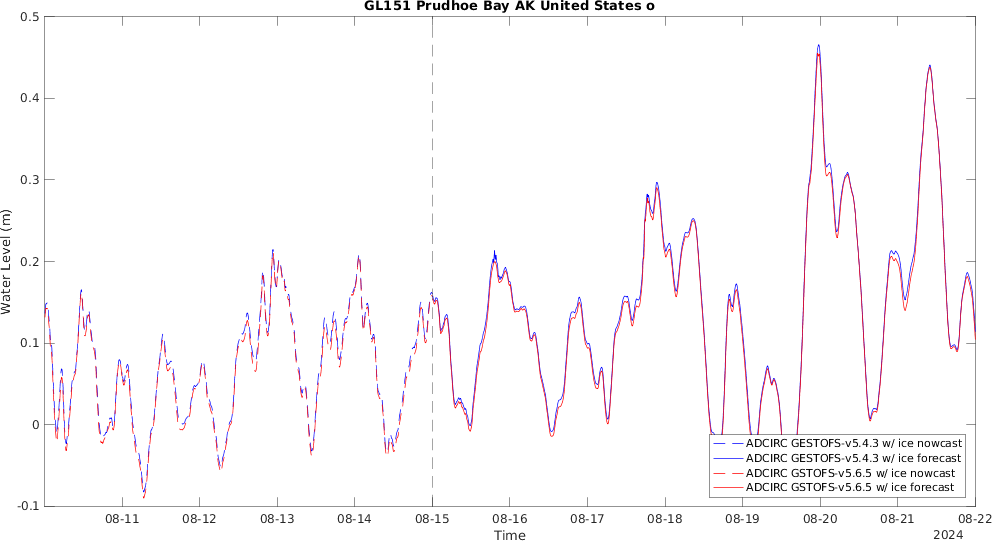 GL151 Prudhoe Bay AK United States o
0.5
0.4
0.3
0.2
0.1
0
-0.1
Water Level (m)
08-11 08-12 08-13 08-14 08-15 08-16 08-17 08-18 08-19 08-20 08-21 08-22
Time
2024
ADCIRC GESTOFS-v5.4.3 w/ ice nowcast
ADCIRC GESTOFS-v5.4.3 w/ ice forecast
ADCIRC GSTOFS-v5.6.5 w/ ice nowcast
ADCIRC GSTOFS-v5.6.5 w/ ice forecast